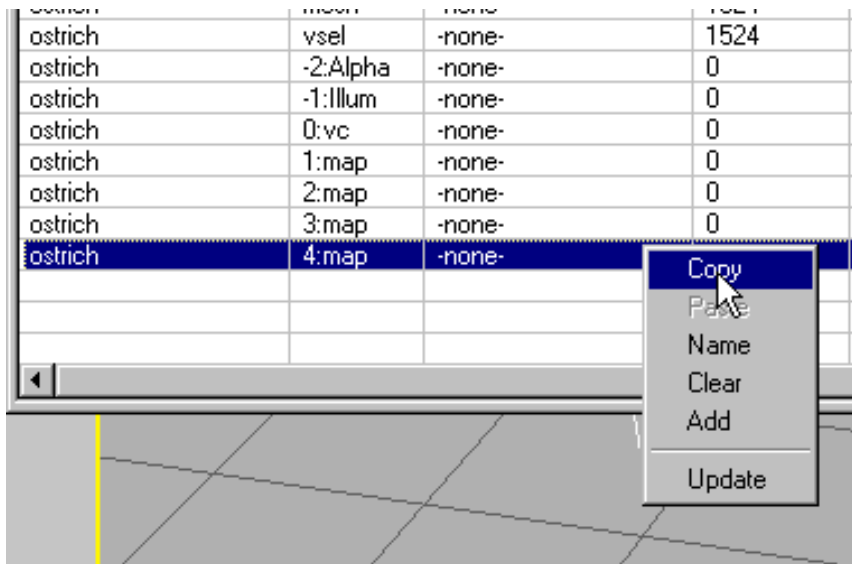 ostrich vsel -none- 1524
ostrich -2:Alpha -none- 0
ostrich -1:Illum -none- 0
ostrich 0:vc -none- 0
ostrich 1:map -none- 0
ostrich 2:map -none- 0
ostrich 3:map -none- 0
ostrich 4:map -none-
Copy
Paste
Name
Clear
Add
Update